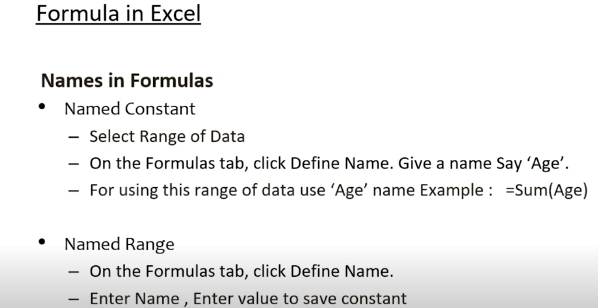 Formula in Excel
Names in Formulas
• Named Constant
– Select Range of Data
– On the Formulas tab, click Define Name. Give a name Say ‘Age’.
– For using this range of data use ‘Age’ name Example : =Sum(Age)
• Named Range
– On the Formulas tab, click Define Name.
– Enter Name , Enter value to save constant